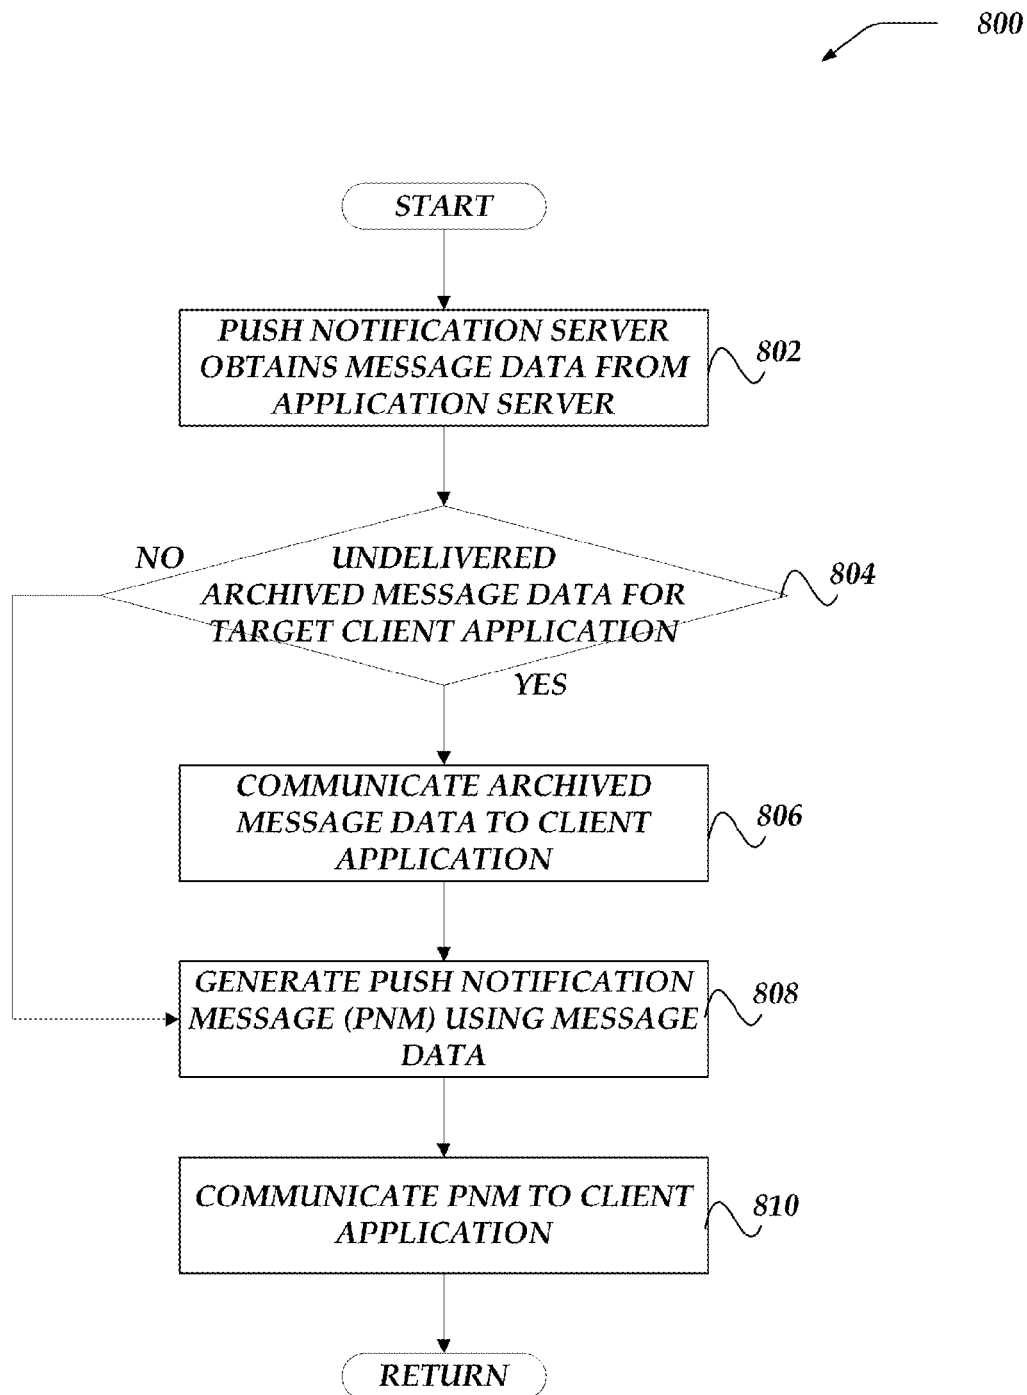 800
START
PUSH NOTIFICATION SERVER
OBTAINS MESSAGE DATA FROM
APPLICATION SERVER
802
NO
UNDELIVERED
ARCHIVED MESSAGE DATA FOR
TARGET CLIENT APPLICATION
804
YES
COMMUNICATE ARCHIVED
MESSAGE DATA TO CLIENT
APPLICATION
806
GENERATE PUSH NOTIFICATION
MESSAGE (PNM) USING MESSAGE
DATA
808
COMMUNICATE PNM TO CLIENT
APPLICATION
810
RETURN